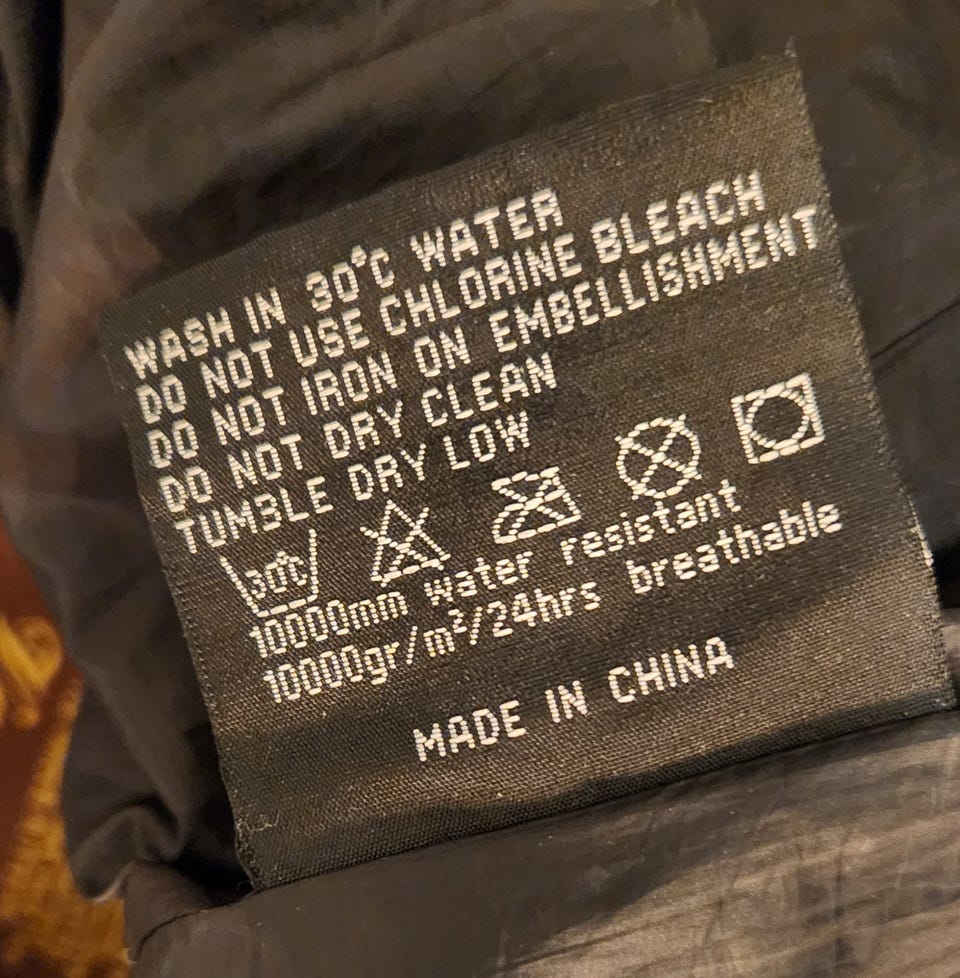 WASH IN 30°C WATER
DO NOT USE CHLORINE BLEACH
DO NOT IRON ON EMBELLISHMENT
DO NOT DRY CLEAN
TUMBLE DRY LOW
30°C
10000mm water resistant
10000gr/m²/24hrs breathable
MADE IN CHINA